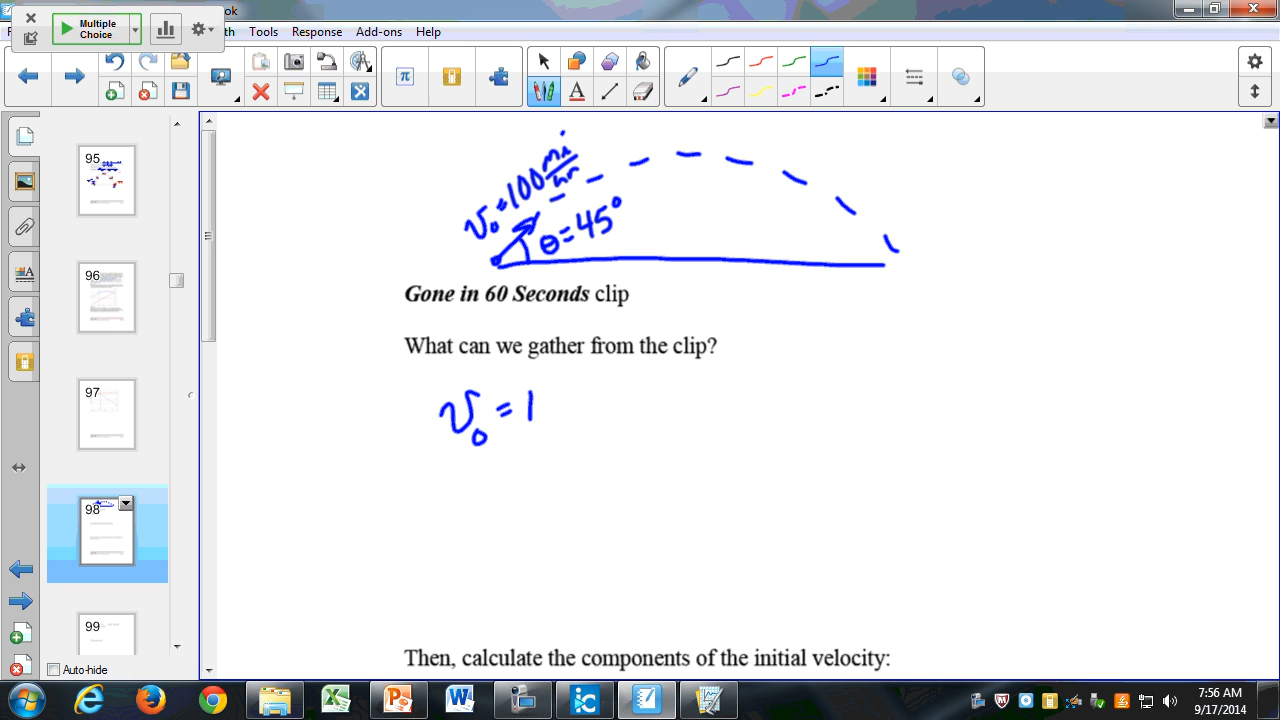 Multiple
Choice
ok
Tools Response Add-ons Help
π
A
95
96
97
98
99
Auto-hide
v₀ = 100 mi/hr
θ = 45°
Gone in 60 Seconds clip
What can we gather from the clip?
v₀ = 1
Then, calculate the components of the initial velocity:
7:56 AM
9/17/2014